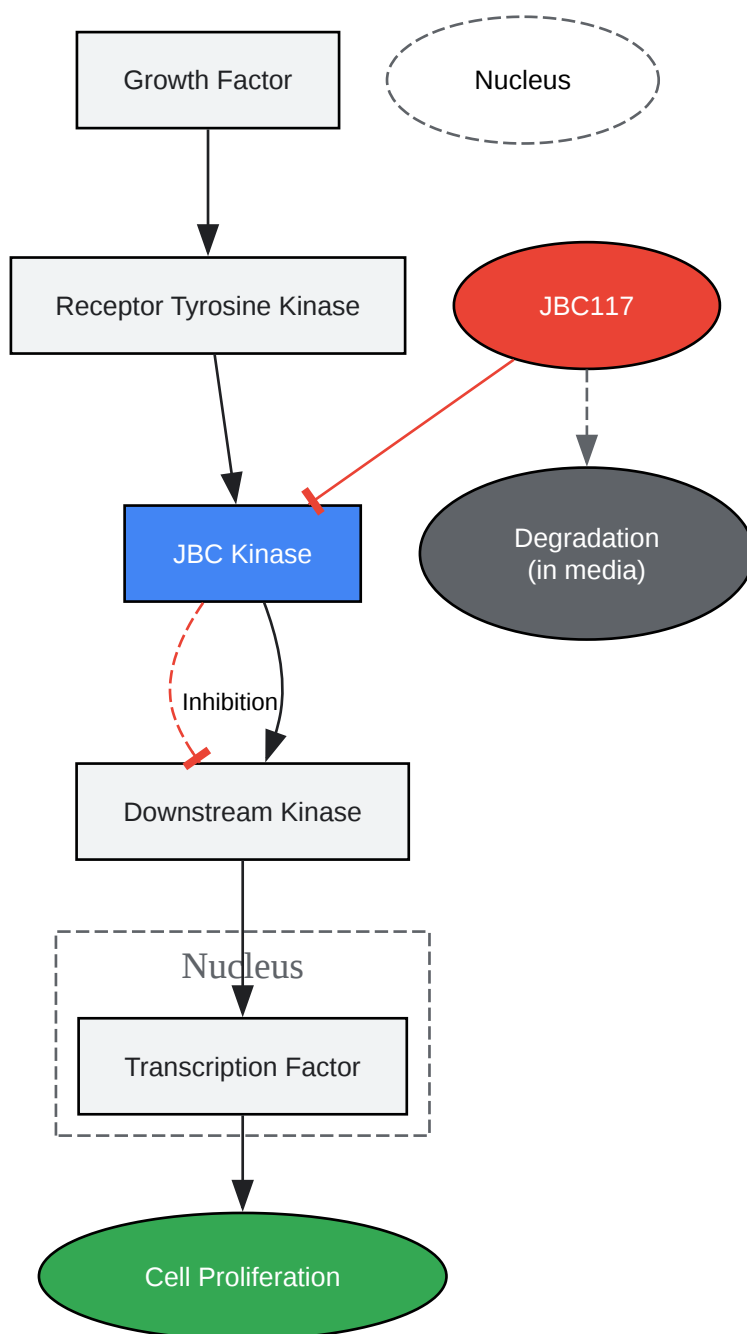 Growth Factor
Nucleus
Receptor Tyrosine Kinase
JBC117
JBC Kinase
Degradation
(in media)
Inhibition
Downstream Kinase
Nucleus
Transcription Factor
Cell Proliferation